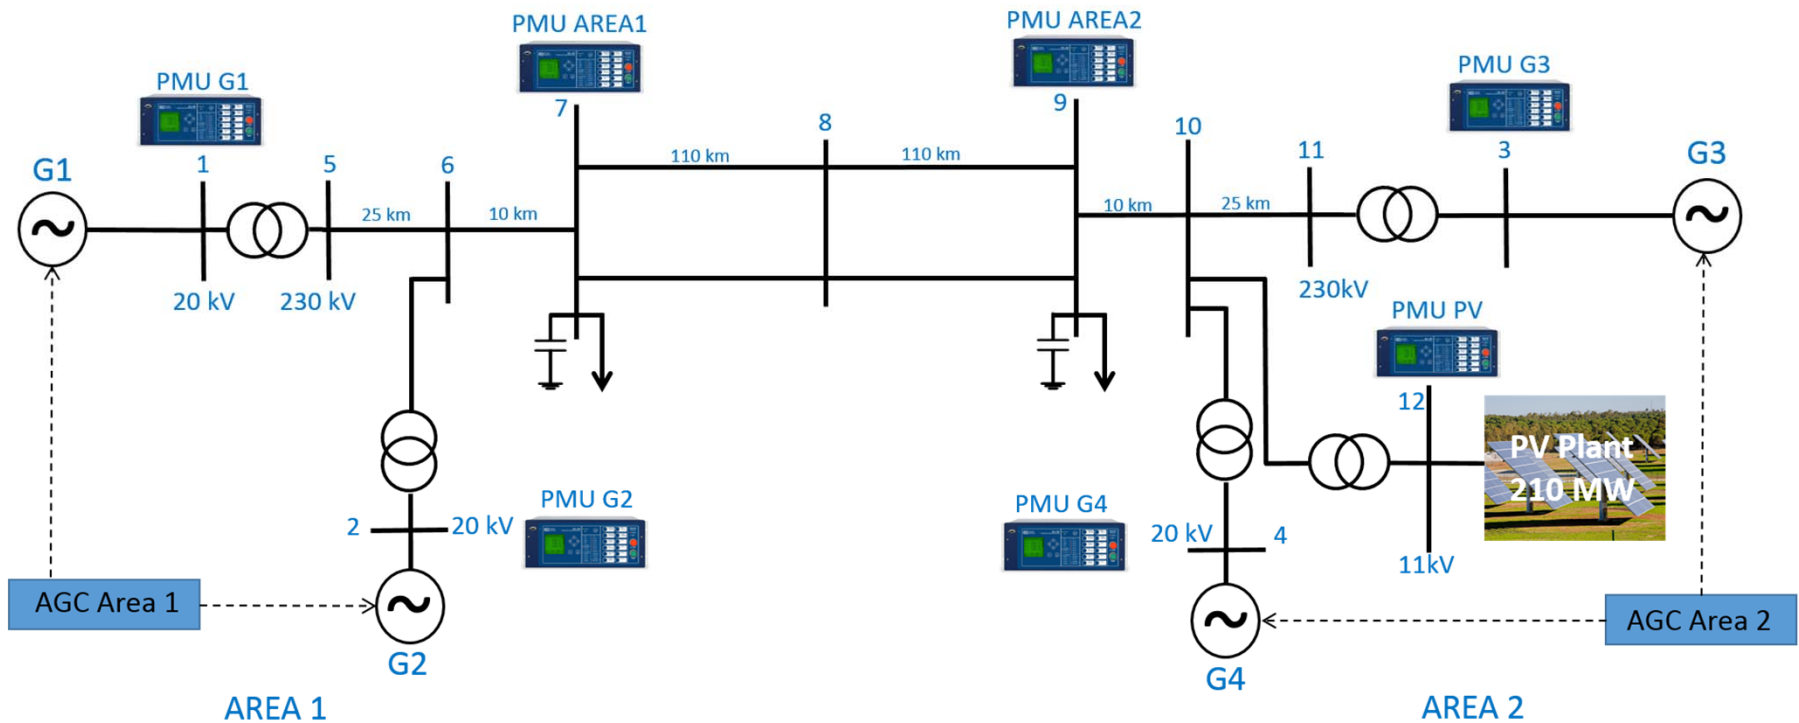 PMU AREA1
PMU AREA2
PMU G1
PMU G3
7
9
8
10
G1
1
5
6
110 km
110 km
11
3
G3
25 km
10 km
10 km
25 km
20 kV
230 kV
230kV
PMU PV
12
PV Plant
210 MW
PMU G2
PMU G4
2
20 kV
20 kV
4
11kV
AGC Area 1
AGC Area 2
G2
G4
AREA 1
AREA 2